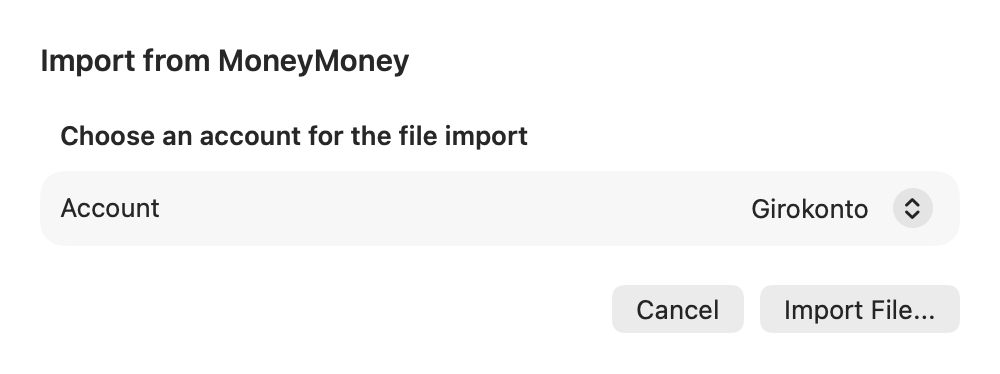 Import from MoneyMoney
Choose an account for the file import
Account Girokonto
Cancel Import File...